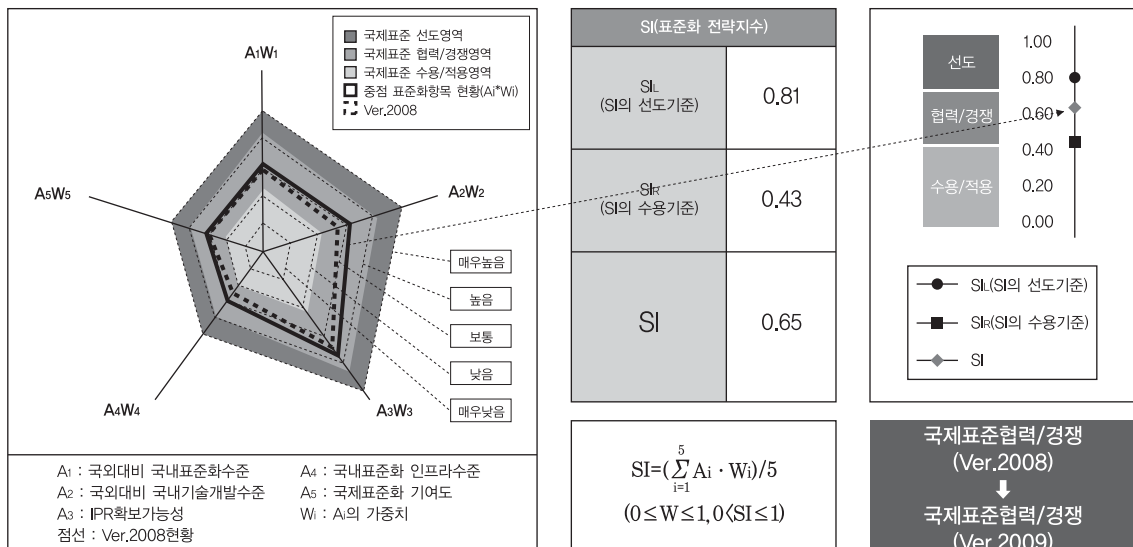 A1W1
A2W2
A3W3
A4W4
A5W5
국제표준 선도영역
국제표준 협력/경쟁영역
국제표준 수용/적용영역
중점 표준화항목 현황(Ai*Wi)
Ver.2008
매우높음
높음
보통
낮음
매우낮음
A1 : 국외대비 국내표준화수준
A2 : 국외대비 국내기술개발수준
A3 : IPR확보가능성
점선 : Ver.2008현황
A4 : 국내표준화 인프라수준
A5 : 국제표준화 기여도
Wi : Ai의 가중치
SI(표준화 전략지수)
SIL
(SI의 선도기준)
0.81
SIR
(SI의 수용기준)
0.43
SI
0.65
SI=(∑Ai·Wi)/5
5
i=1
(0≤W≤1, 0<SI≤1)
선도
협력/경쟁
수용/적용
1.00
0.80
0.60
0.40
0.20
0.00
SIL(SI의 선도기준)
SIR(SI의 수용기준)
SI
국제표준협력/경쟁
(Ver.2008)
국제표준협력/경쟁
(Ver.2009)